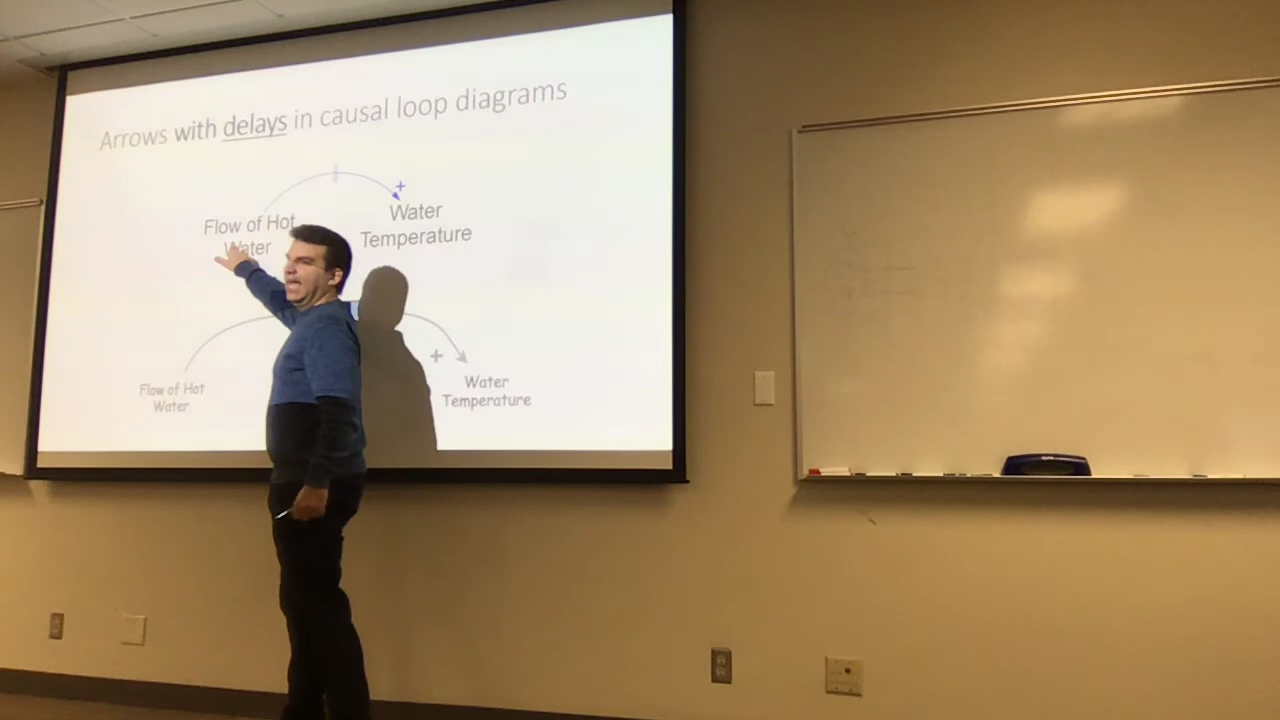 Arrows with delays in causal loop diagrams
+
Flow of Hot
Water
Water
Temperature
+
Flow of Hot
Water
Water
Temperature